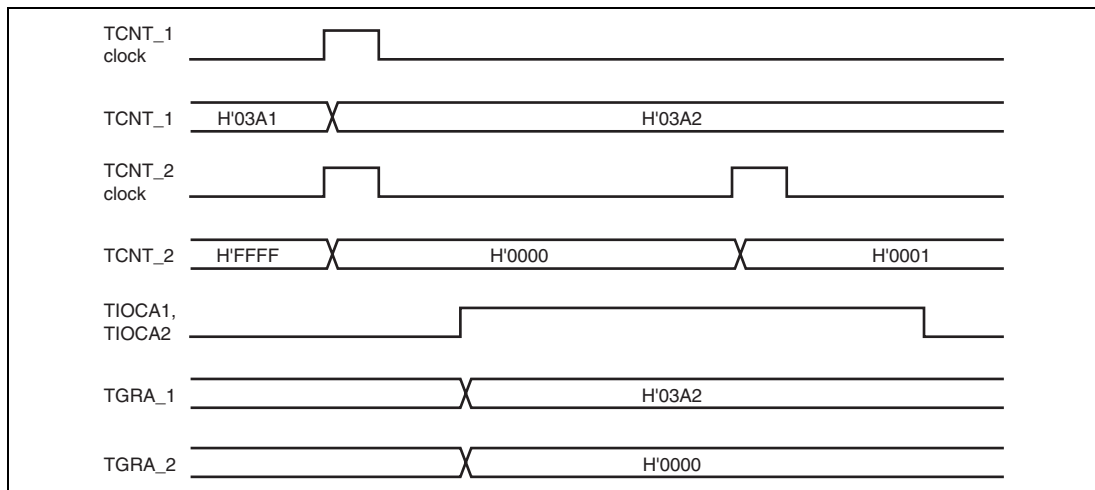 TCNT_1
clock
TCNT_1 H'03A1 H'03A2
TCNT_2
clock
TCNT_2 H'FFFF H'0000 H'0001
TIOCA1,
TIOCA2
TGRA_1 H'03A2
TGRA_2 H'0000